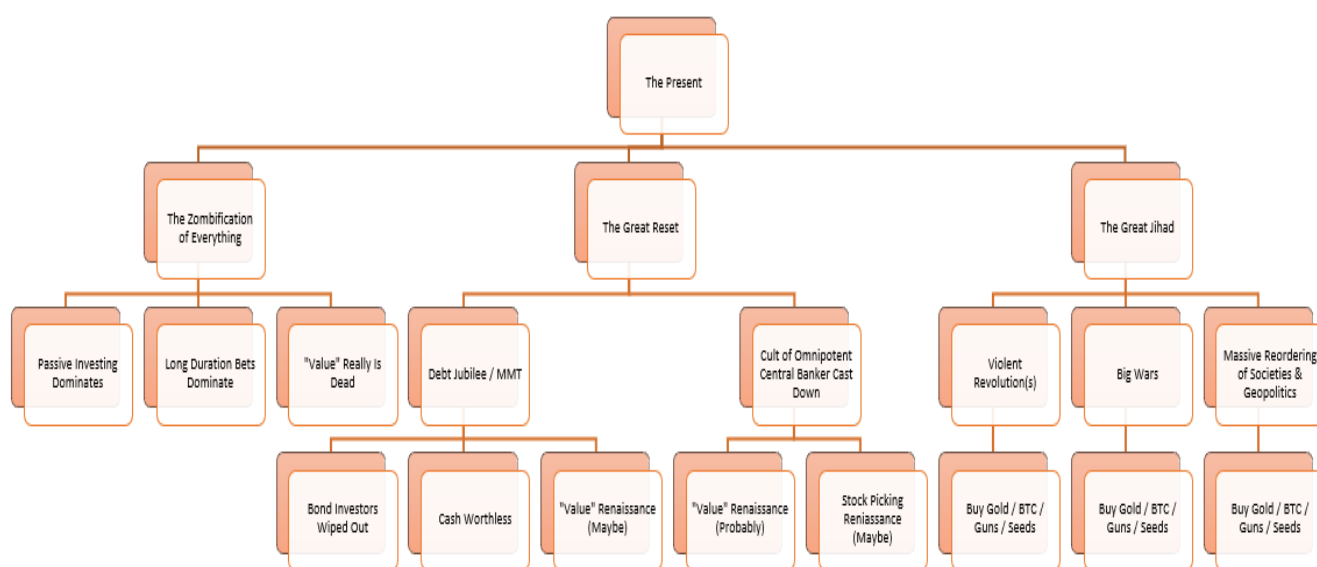 The Present
The Zombification
of Everything
The Great Reset
The Great Jihad
Passive Investing
Dominates
Long Duration Bets
Dominate
"Value" Really Is
Dead
Debt Jubilee / MMT
Cult of Omnipotent
Central Banker Cast
Down
Violent
Revolution(s)
Big Wars
Massive Reordering
of Societies &
Geopolitics
Bond Investors
Wiped Out
Cash Worthless
"Value" Renaissance
(Maybe)
"Value" Renaissance
(Probably)
Stock Picking
Reniassance
(Maybe)
Buy Gold / BTC /
Guns / Seeds
Buy Gold / BTC /
Guns / Seeds
Buy Gold / BTC /
Guns / Seeds